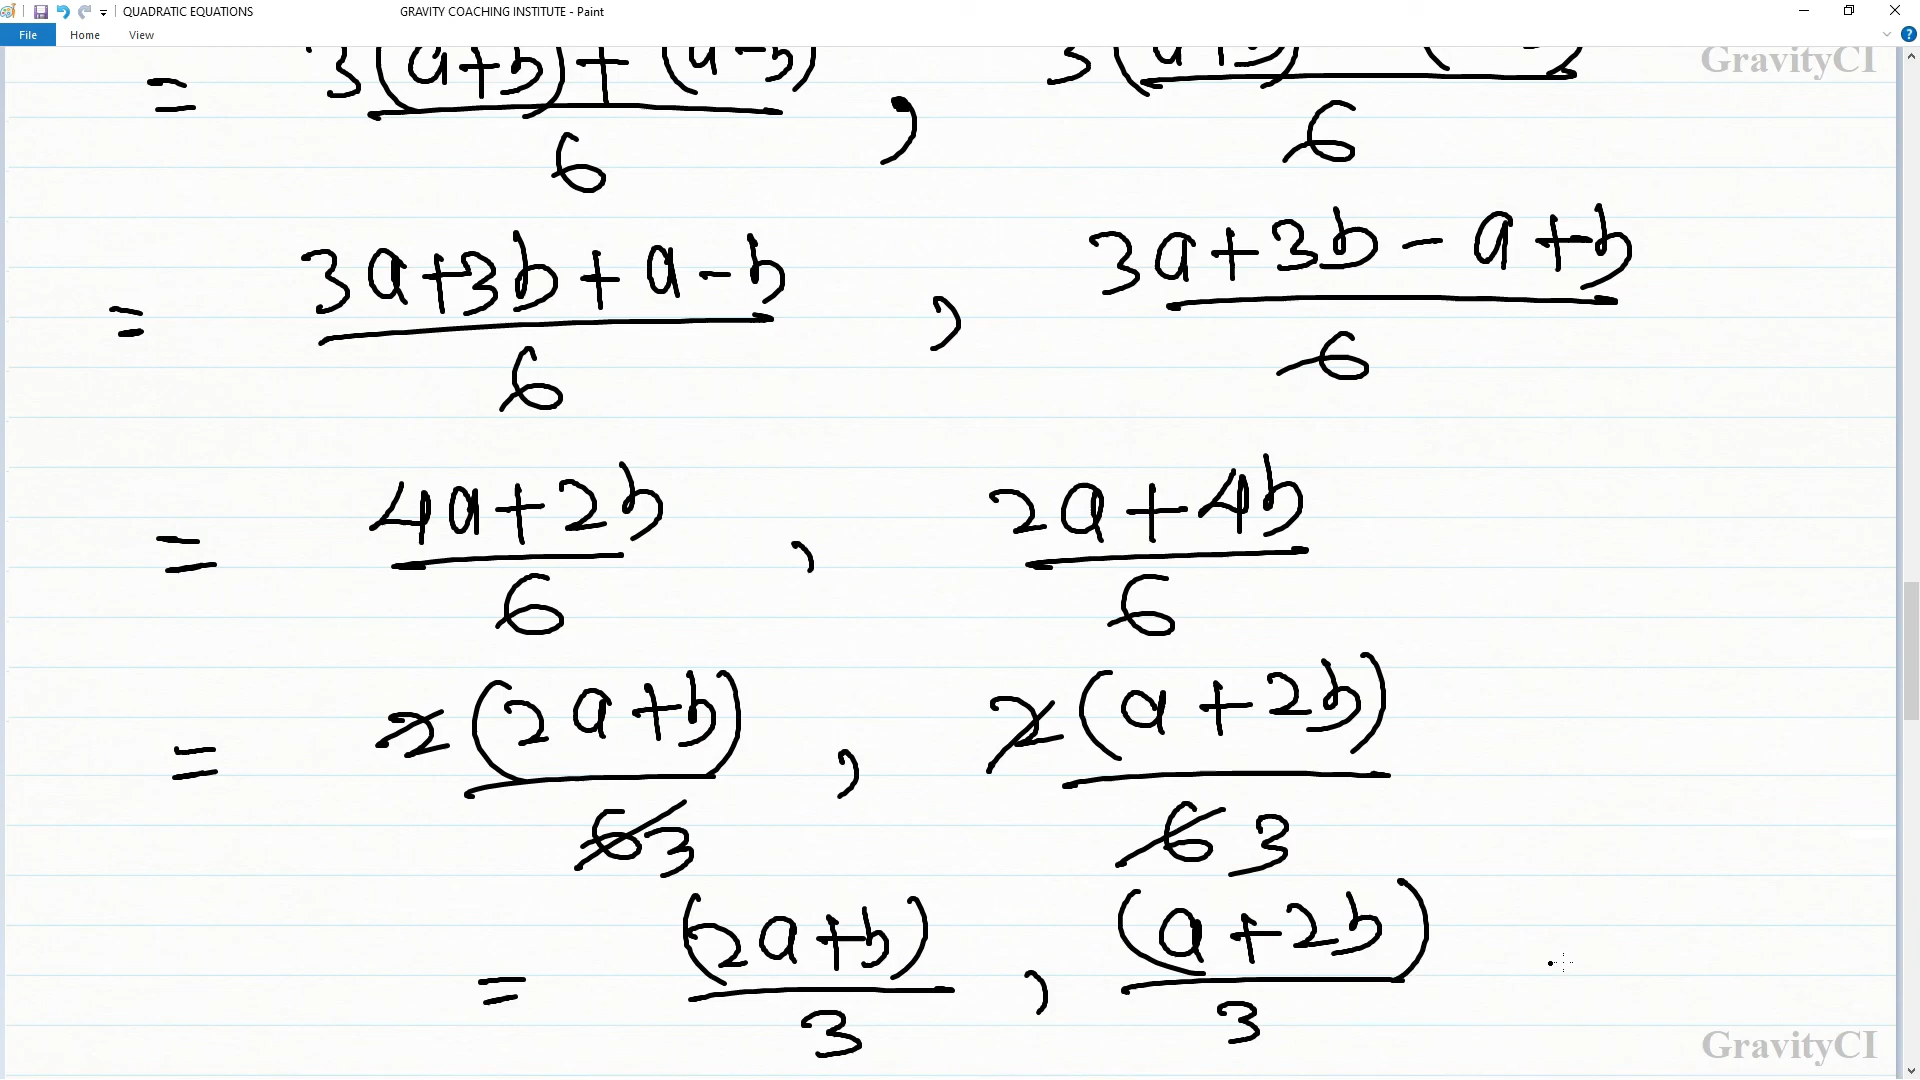 QUADRATIC EQUATIONS GRAVITY COACHING INSTITUTE - Paint
File Home View
GravityCI
= 3(a+b)+(a-b) / 6 , 3(a+b) / 6
= 3a+3b+a-b / 6 , 3a+3b-a+b / 6
= 4a+2b / 6 , 2a+4b / 6
= 2(2a+b) / 6 3 , 2(a+2b) / 6 3
= (2a+b) / 3 , (a+2b) / 3
GravityCI